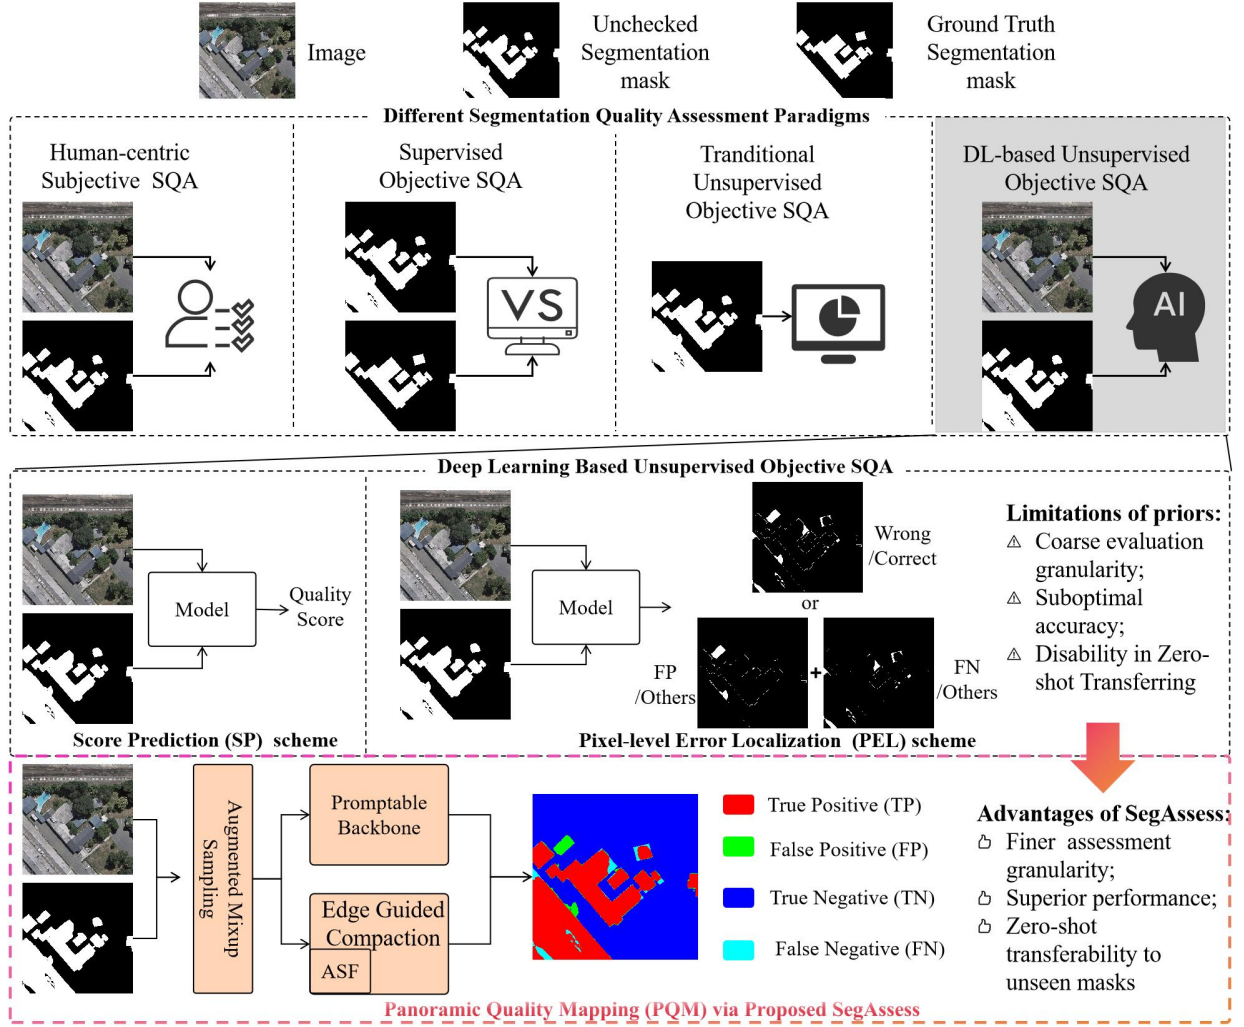 Image
Unchecked
Segmentation
mask
Ground Truth
Segmentation
mask
Different Segmentation Quality Assessment Paradigms
Human-centric
Subjective SQA
Supervised
Objective SQA
Tranditional
Unsupervised
Objective SQA
DL-based Unsupervised
Objective SQA
VS
AI
Deep Learning Based Unsupervised Objective SQA
Model
Quality
Score
Score Prediction (SP) scheme
Model
Wrong
/Correct
or
FP
/Others
+
FN
/Others
Pixel-level Error Localization (PEL) scheme
Limitations of priors:
Coarse evaluation
granularity;
Suboptimal
accuracy;
Disability in Zero-
shot Transferring
Augmented Mixup
Sampling
Promptable
Backbone
Edge Guided
Compaction
ASF
True Positive (TP)
False Positive (FP)
True Negative (TN)
False Negative (FN)
Advantages of SegAssess:
Finer assessment
granularity;
Superior performance;
Zero-shot
transferability to
unseen masks
Panoramic Quality Mapping (PQM) via Proposed SegAssess